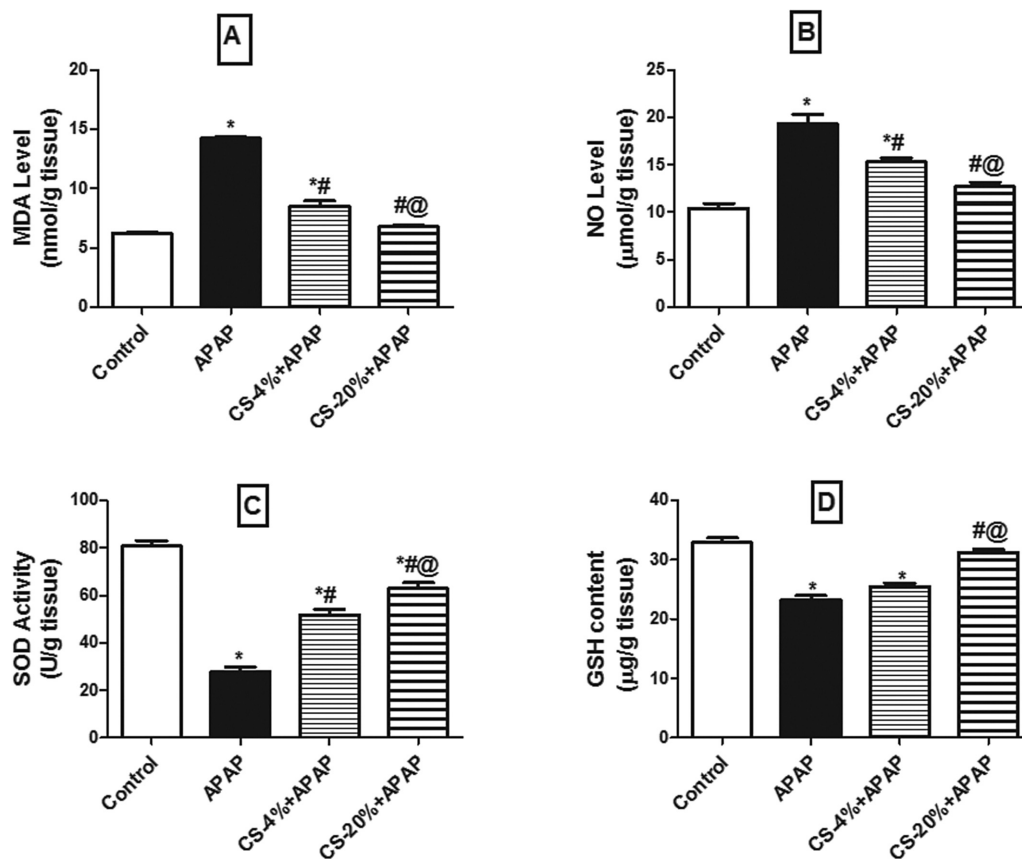 A
MDA Level
(nmol/g tissue)
20
15
10
5
0
*
*#
#@
Control
APAP
CS-4%+APAP
CS-20%+APAP
B
NO Level
(μmol/g tissue)
25
20
15
10
5
0
*
*#
#@
Control
APAP
CS-4%+APAP
CS-20%+APAP
C
SOD Activity
(U/g tissue)
100
80
60
40
20
0
*
*#
*#@
Control
APAP
CS-4%+APAP
CS-20%+APAP
D
GSH content
(μg/g tissue)
40
30
20
10
0
*
*
#@
Control
APAP
CS-4%+APAP
CS-20%+APAP